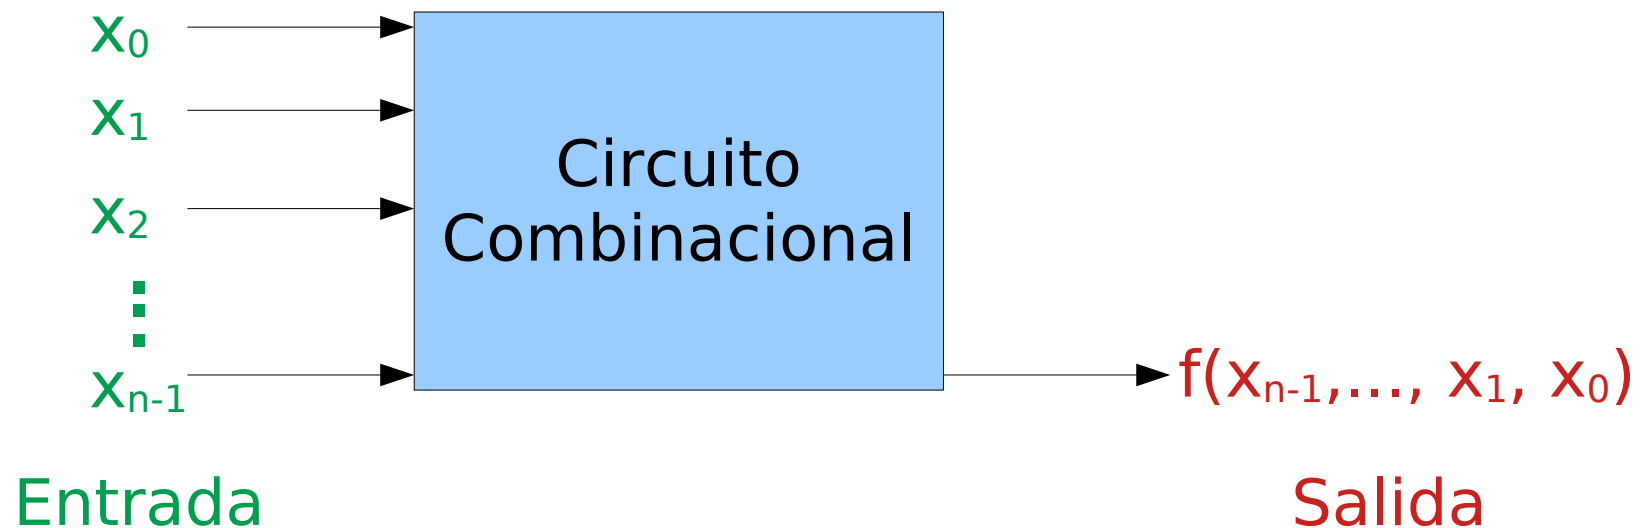 x₀
x₁
x₂
⋮
xₙ₋₁
Circuito
Combinacional
f(xₙ₋₁,..., x₁, x₀)
Entrada
Salida